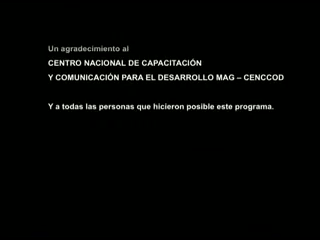 Un agradecimiento al
CENTRO NACIONAL DE CAPACITACIÓN
Y COMUNICACIÓN PARA EL DESARROLLO MAG – CENCCOD
Y a todas las personas que hicieron posible este programa.